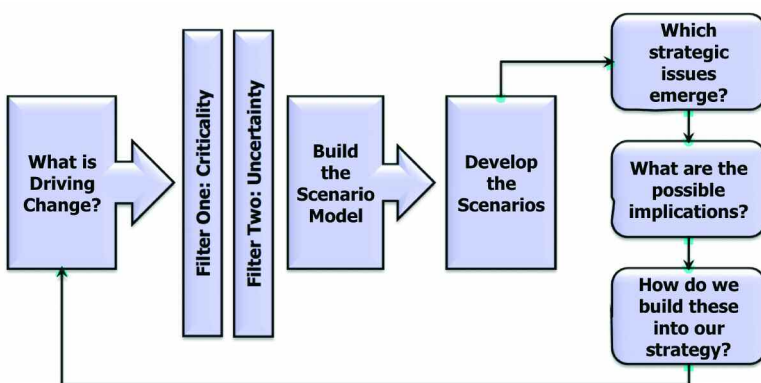 What is
Driving
Change?
Filter One: Criticality
Filter Two: Uncertainty
Build
the
Scenario
Model
Develop
the
Scenarios
Which
strategic
issues
emerge?
What are the
possible
implications?
How do we
build these
into our
strategy?